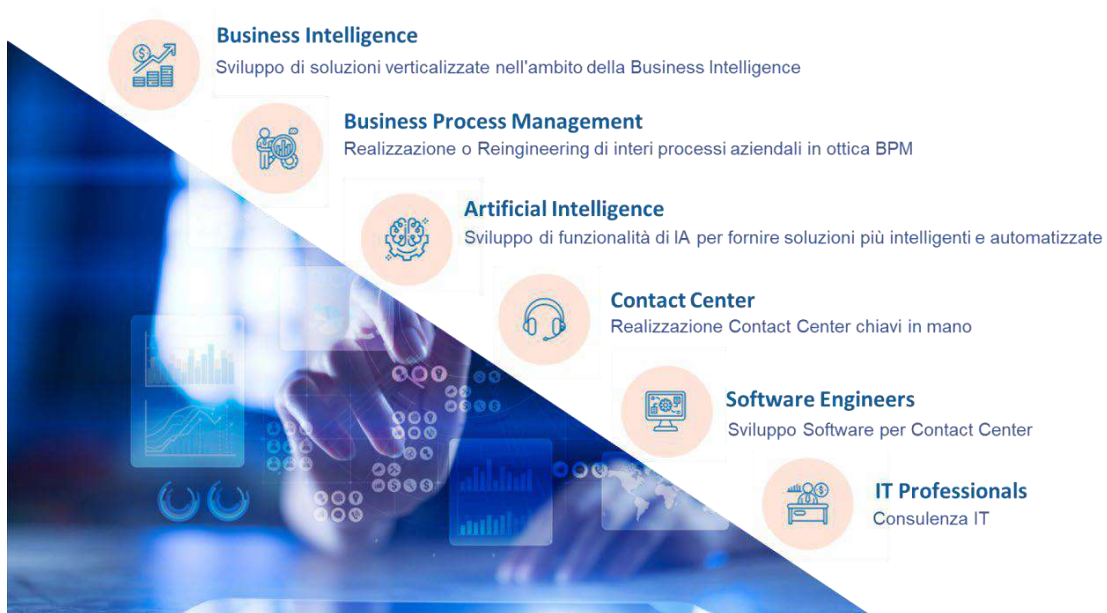 Business Intelligence
Sviluppo di soluzioni verticalizzate nell'ambito della Business Intelligence
Business Process Management
Realizzazione o Reingineering di interi processi aziendali in ottica BPM
Artificial Intelligence
Sviluppo di funzionalità di IA per fornire soluzioni più intelligenti e automatizzate
Contact Center
Realizzazione Contact Center chiavi in mano
Software Engineers
Sviluppo Software per Contact Center
IT Professionals
Consulenza IT